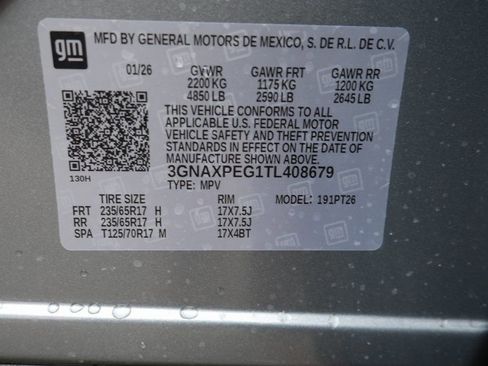 gm
MFD BY GENERAL MOTORS DE MEXICO, S. DE R.L. DE C.V.
01/26 GVWR GAWR FRT GAWR RR
2200 KG 1175 KG 1200 KG
4850 LB 2590 LB 2645 LB
THIS VEHICLE CONFORMS TO ALL
APPLICABLE U.S. FEDERAL MOTOR
VEHICLE SAFETY AND THEFT PREVENTION
STANDARDS IN EFFECT ON THE DATE OF
MANUFACTURE SHOWN ABOVE.
3GNAXPEG1TL408679
130H TYPE: MPV
TIRE SIZE RIM MODEL: 191PT26
FRT 235/65R17 H 17X7.5J
RR 235/65R17 H 17X7.5J
SPA T125/70R17 M 17X4BT